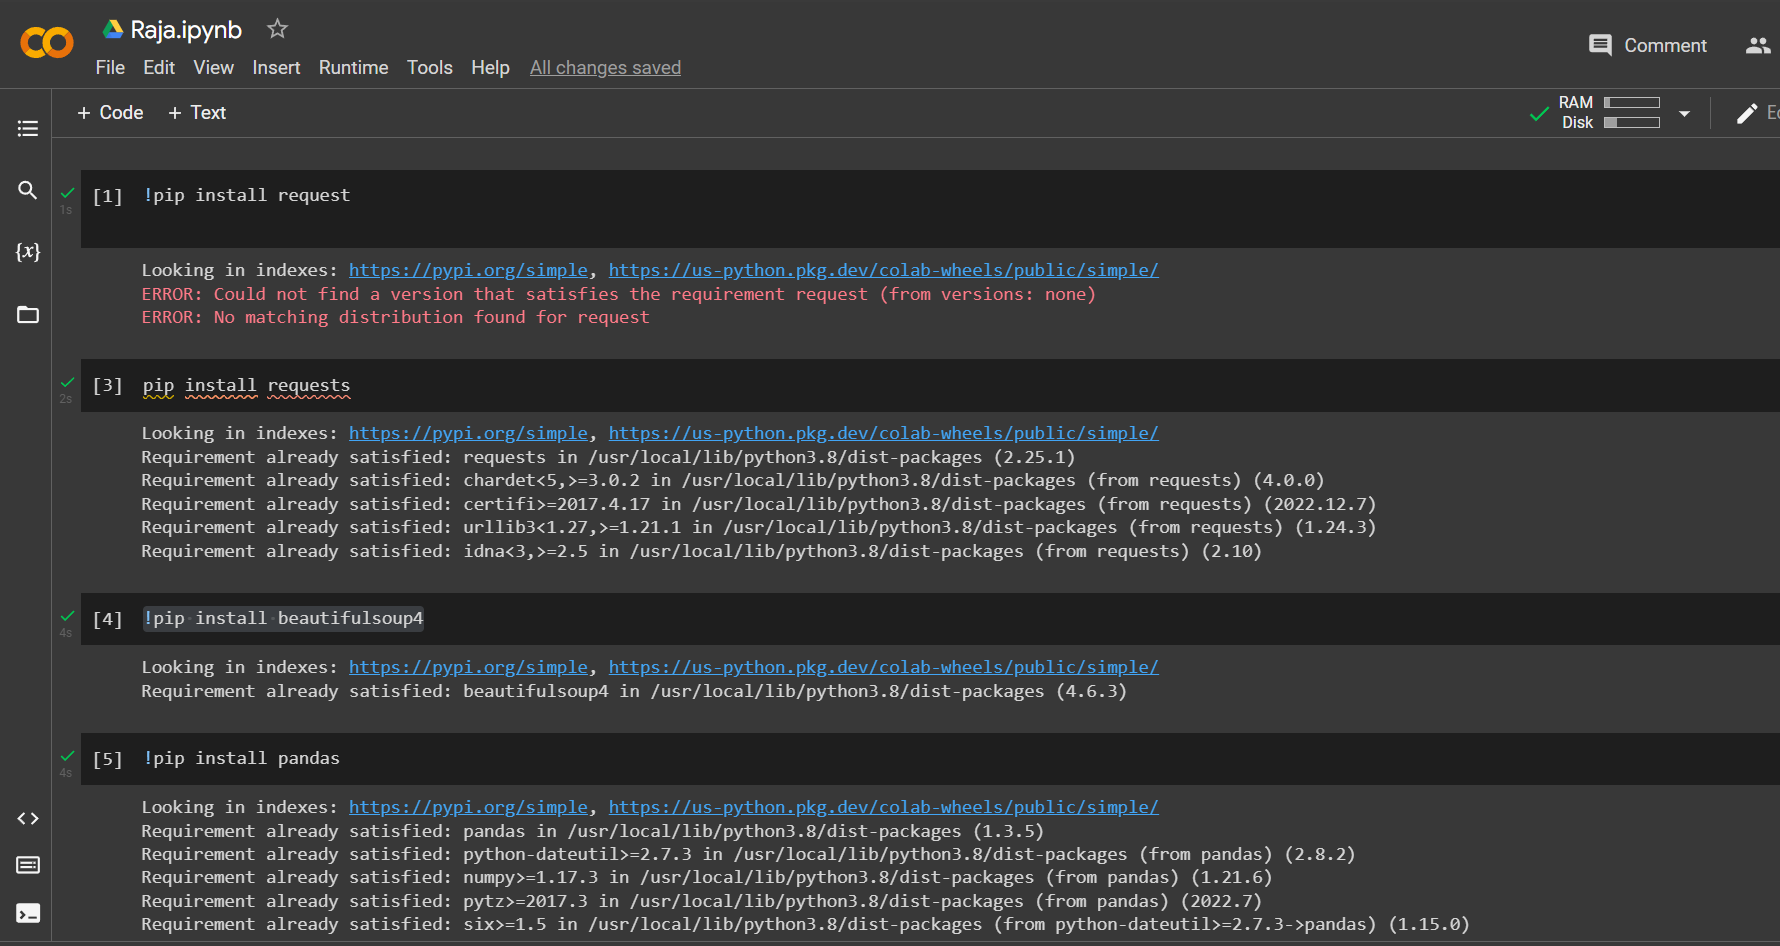 Raja.ipynb
Comment
File Edit View Insert Runtime Tools Help All changes saved
+ Code + Text
RAM
Disk
{x}
[1] !pip install request
1s
Looking in indexes: https://pypi.org/simple, https://us-python.pkg.dev/colab-wheels/public/simple/
ERROR: Could not find a version that satisfies the requirement request (from versions: none)
ERROR: No matching distribution found for request
[3] pip install requests
2s
Looking in indexes: https://pypi.org/simple, https://us-python.pkg.dev/colab-wheels/public/simple/
Requirement already satisfied: requests in /usr/local/lib/python3.8/dist-packages (2.25.1)
Requirement already satisfied: chardet<5,>=3.0.2 in /usr/local/lib/python3.8/dist-packages (from requests) (4.0.0)
Requirement already satisfied: certifi>=2017.4.17 in /usr/local/lib/python3.8/dist-packages (from requests) (2022.12.7)
Requirement already satisfied: urllib3<1.27,>=1.21.1 in /usr/local/lib/python3.8/dist-packages (from requests) (1.24.3)
Requirement already satisfied: idna<3,>=2.5 in /usr/local/lib/python3.8/dist-packages (from requests) (2.10)
[4] !pip install beautifulsoup4
4s
Looking in indexes: https://pypi.org/simple, https://us-python.pkg.dev/colab-wheels/public/simple/
Requirement already satisfied: beautifulsoup4 in /usr/local/lib/python3.8/dist-packages (4.6.3)
[5] !pip install pandas
4s
Looking in indexes: https://pypi.org/simple, https://us-python.pkg.dev/colab-wheels/public/simple/
Requirement already satisfied: pandas in /usr/local/lib/python3.8/dist-packages (1.3.5)
Requirement already satisfied: python-dateutil>=2.7.3 in /usr/local/lib/python3.8/dist-packages (from pandas) (2.8.2)
Requirement already satisfied: numpy>=1.17.3 in /usr/local/lib/python3.8/dist-packages (from pandas) (1.21.6)
Requirement already satisfied: pytz>=2017.3 in /usr/local/lib/python3.8/dist-packages (from pandas) (2022.7)
Requirement already satisfied: six>=1.5 in /usr/local/lib/python3.8/dist-packages (from python-dateutil>=2.7.3->pandas) (1.15.0)